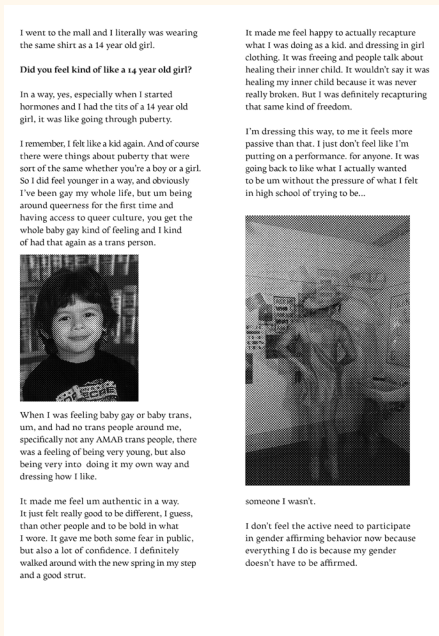 I went to the mall and I literally was wearing
the same shirt as a 14 year old girl.
Did you feel kind of like a 14 year old girl?
In a way, yes, especially when I started
hormones and I had the tits of a 14 year old
girl, it was like going through puberty.
I remember, I felt like a kid again. And of course
there were things about puberty that were
sort of the same whether you're a boy or a girl.
So I did feel younger in a way, and obviously
I've been gay my whole life, but um being
around queerness for the first time and
having access to queer culture, you get the
whole baby gay kind of feeling and I kind
of had that again as a trans person.
When I was feeling baby gay or baby trans,
um, and had no trans people around me,
specifically not any AMAB trans people, there
was a feeling of being very young, but also
being very into doing it my own way and
dressing how I like.
It made me feel um authentic in a way.
It just felt really good to be different, I guess,
than other people and to be bold in what
I wore. It gave me both some fear in public,
but also a lot of confidence. I definitely
walked around with the new spring in my step
and a good strut.
It made me feel happy to actually recapture
what I was doing as a kid. and dressing in girl
clothing. It was freeing and people talk about
healing their inner child. It wouldn't say it was
healing my inner child because it was never
really broken. But I was definitely recapturing
that same kind of freedom.
I'm dressing this way, to me it feels more
passive than that. I just don't feel like I'm
putting on a performance. for anyone. It was
going back to like what I actually wanted
to be um without the pressure of what I felt
in high school of trying to be...
someone I wasn't.
I don't feel the active need to participate
in gender affirming behavior now because
everything I do is because my gender
doesn't have to be affirmed.